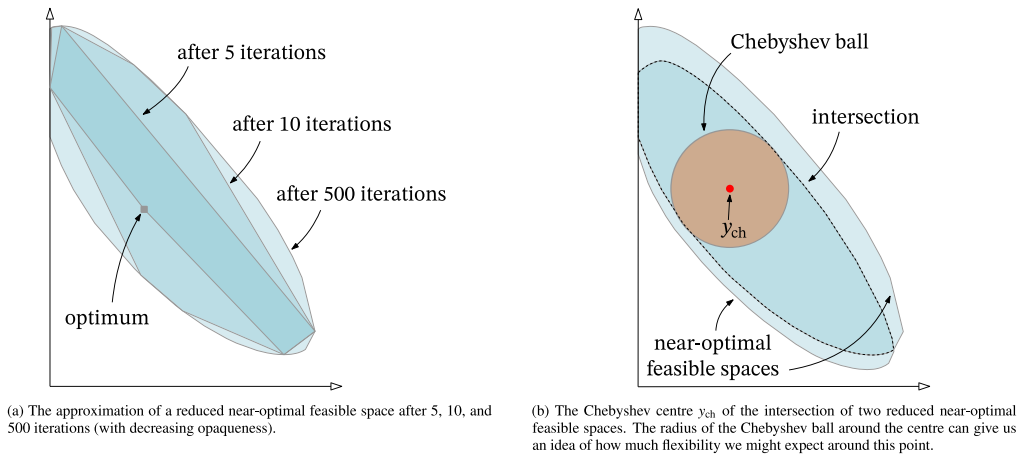 after 5 iterations
after 10 iterations
after 500 iterations
optimum
(a) The approximation of a reduced near-optimal feasible space after 5, 10, and
500 iterations (with decreasing opaqueness).
Chebyshev ball
intersection
y_ch
near-optimal
feasible spaces
(b) The Chebyshev centre y_ch of the intersection of two reduced near-optimal
feasible spaces. The radius of the Chebyshev ball around the centre can give us
an idea of how much flexibility we might expect around this point.